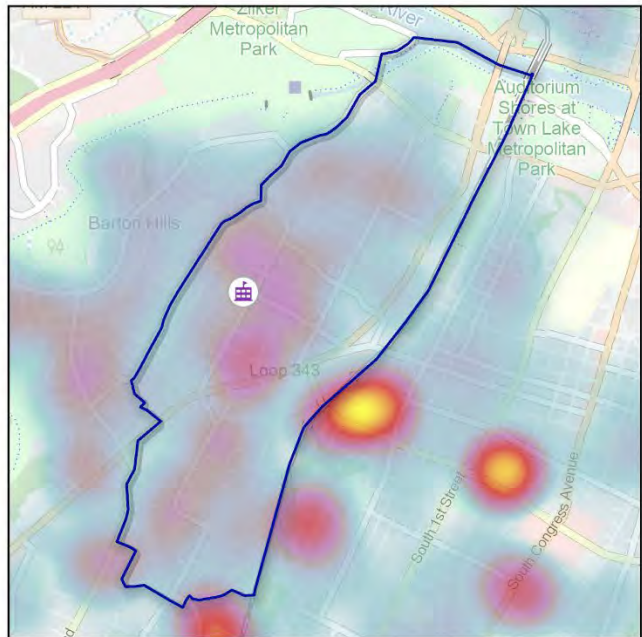 Zilker
Metropolitan
Park
River
Auditorium
Shores at
Town Lake
Metropolitan
Park
Barton Hills
Loop 343
South 1st Street
South Congress Avenue